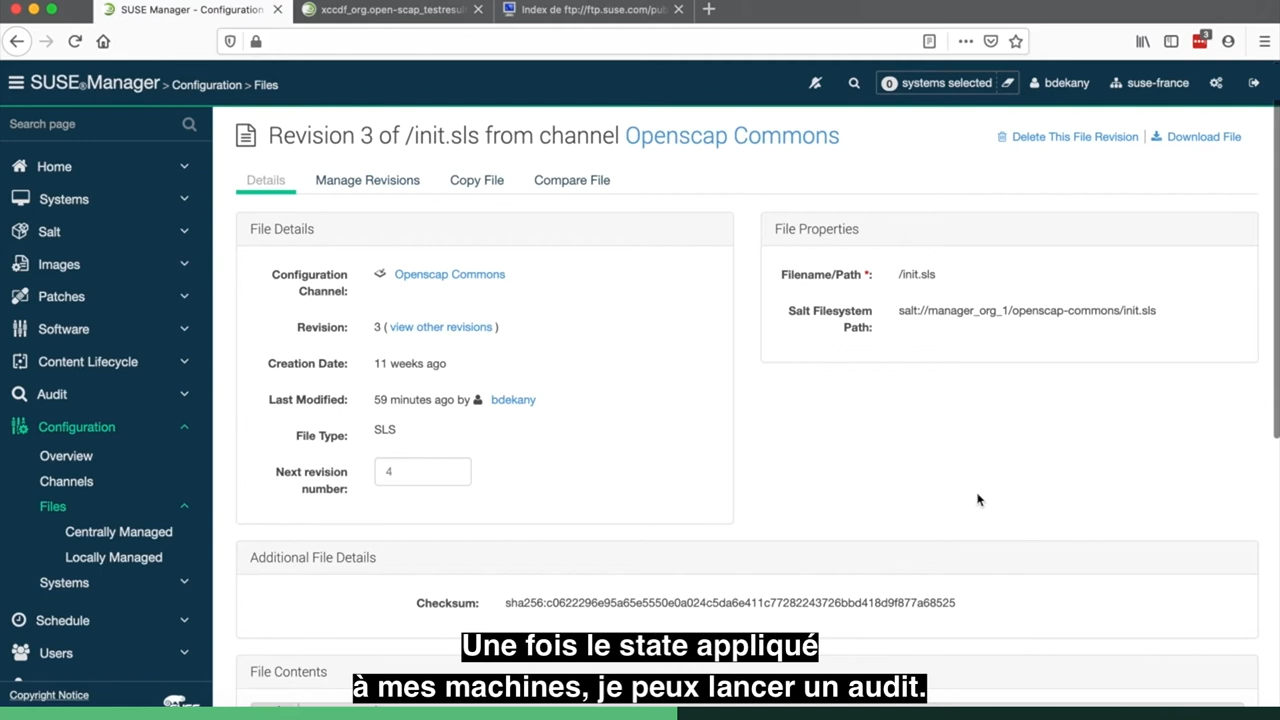 SUSE Manager - Configuration
xccdf_org.open-scap_testresul
Index de ftp://ftp.suse.com/pu
3
SUSE Manager > Configuration > Files
0 systems selected
bdekany
suse-france
Search page
Home
Systems
Salt
Images
Patches
Software
Content Lifecycle
Audit
Configuration
Overview
Channels
Files
Centrally Managed
Locally Managed
Systems
Schedule
Users
Copyright Notice
Revision 3 of /init.sls from channel Openscap Commons
Delete This File Revision
Download File
Details
Manage Revisions
Copy File
Compare File
File Details
Configuration Channel:
Openscap Commons
Revision:
3 ( view other revisions )
Creation Date:
11 weeks ago
Last Modified:
59 minutes ago by bdekany
File Type:
SLS
Next revision number:
4
File Properties
Filename/Path *:
/init.sls
Salt Filesystem Path:
salt://manager_org_1/openscap-commons/init.sls
Additional File Details
Checksum:
sha256:c0622296e95a65e5550e0a024c5da6e411c77282243726bbd418d9f877a68525
File Contents
Une fois le state appliqué
à mes machines, je peux lancer un audit.